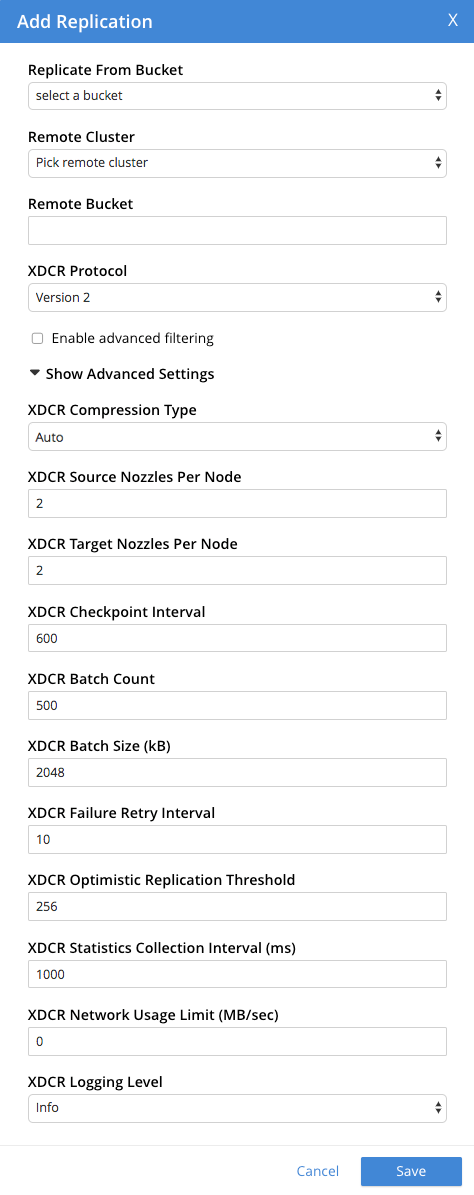 Add Replication X
Replicate From Bucket
select a bucket
Remote Cluster
Pick remote cluster
Remote Bucket
XDCR Protocol
Version 2
Enable advanced filtering
Show Advanced Settings
XDCR Compression Type
Auto
XDCR Source Nozzles Per Node
2
XDCR Target Nozzles Per Node
2
XDCR Checkpoint Interval
600
XDCR Batch Count
500
XDCR Batch Size (kB)
2048
XDCR Failure Retry Interval
10
XDCR Optimistic Replication Threshold
256
XDCR Statistics Collection Interval (ms)
1000
XDCR Network Usage Limit (MB/sec)
0
XDCR Logging Level
Info
Cancel Save